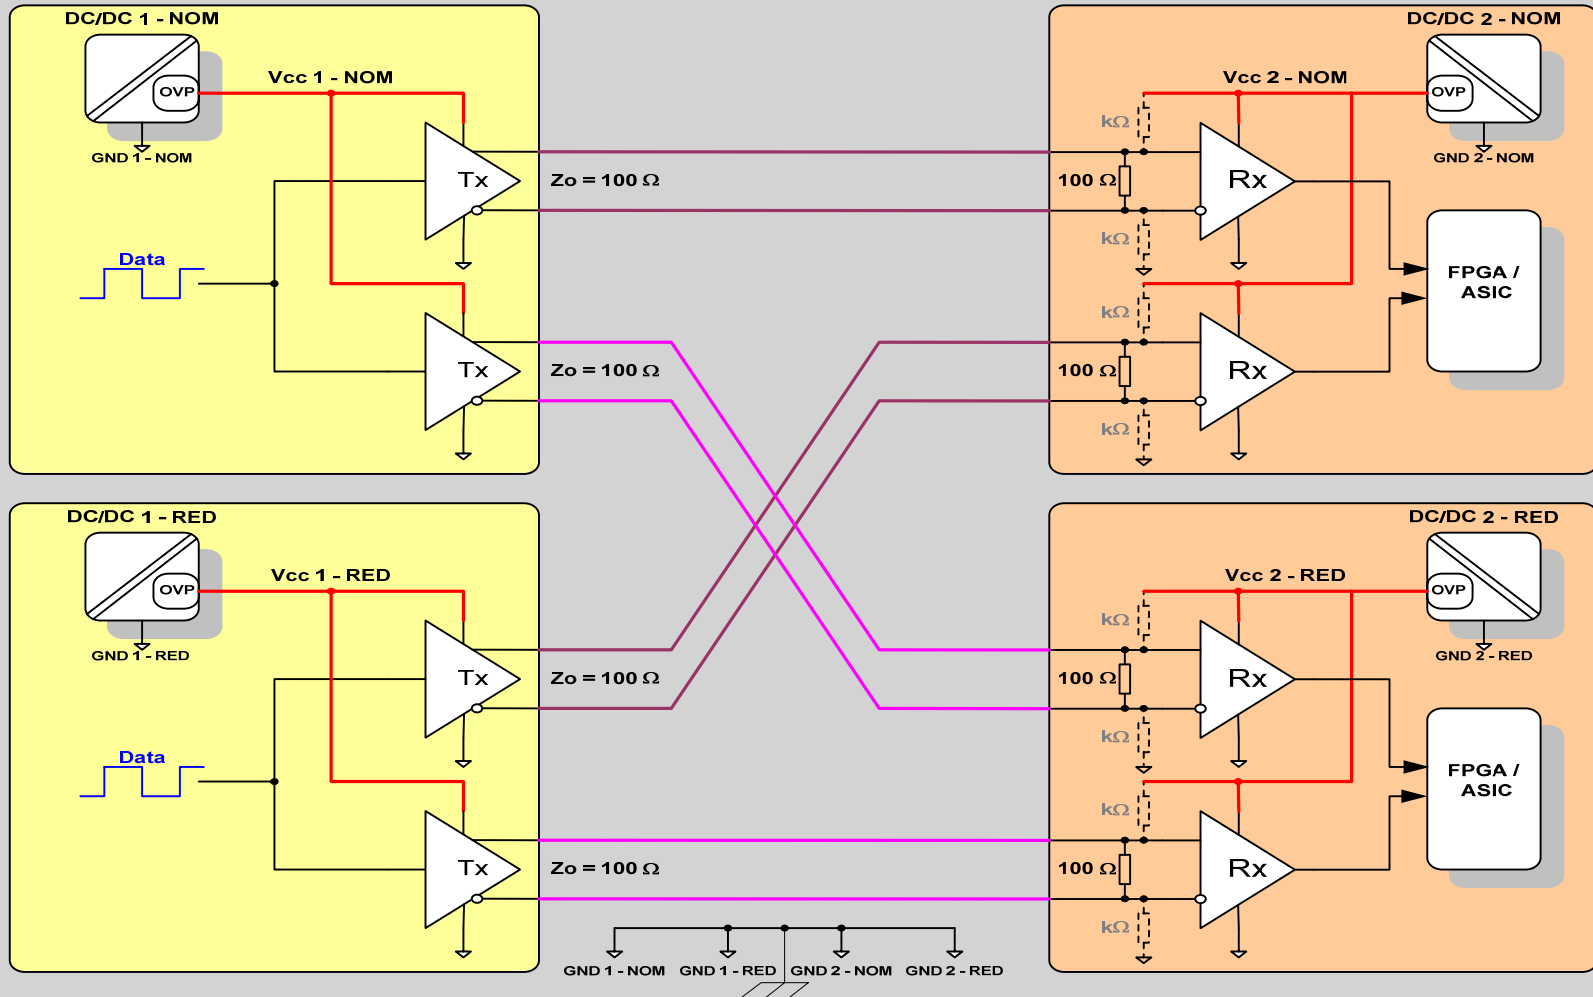 DC/DC 1 - NOM
OVP
Vcc 1 - NOM
GND 1 - NOM
Tx
Zo = 100 Ω
Data
Tx
Zo = 100 Ω
DC/DC 2 - NOM
Vcc 2 - NOM
OVP
GND 2 - NOM
kΩ
100 Ω
Rx
kΩ
FPGA /
ASIC
kΩ
100 Ω
Rx
kΩ
DC/DC 1 - RED
OVP
Vcc 1 - RED
GND 1 - RED
Tx
Zo = 100 Ω
Data
Tx
Zo = 100 Ω
DC/DC 2 - RED
Vcc 2 - RED
OVP
GND 2 - RED
kΩ
100 Ω
Rx
kΩ
FPGA /
ASIC
kΩ
100 Ω
Rx
kΩ
GND 1 - NOM GND 1 - RED GND 2 - NOM GND 2 - RED